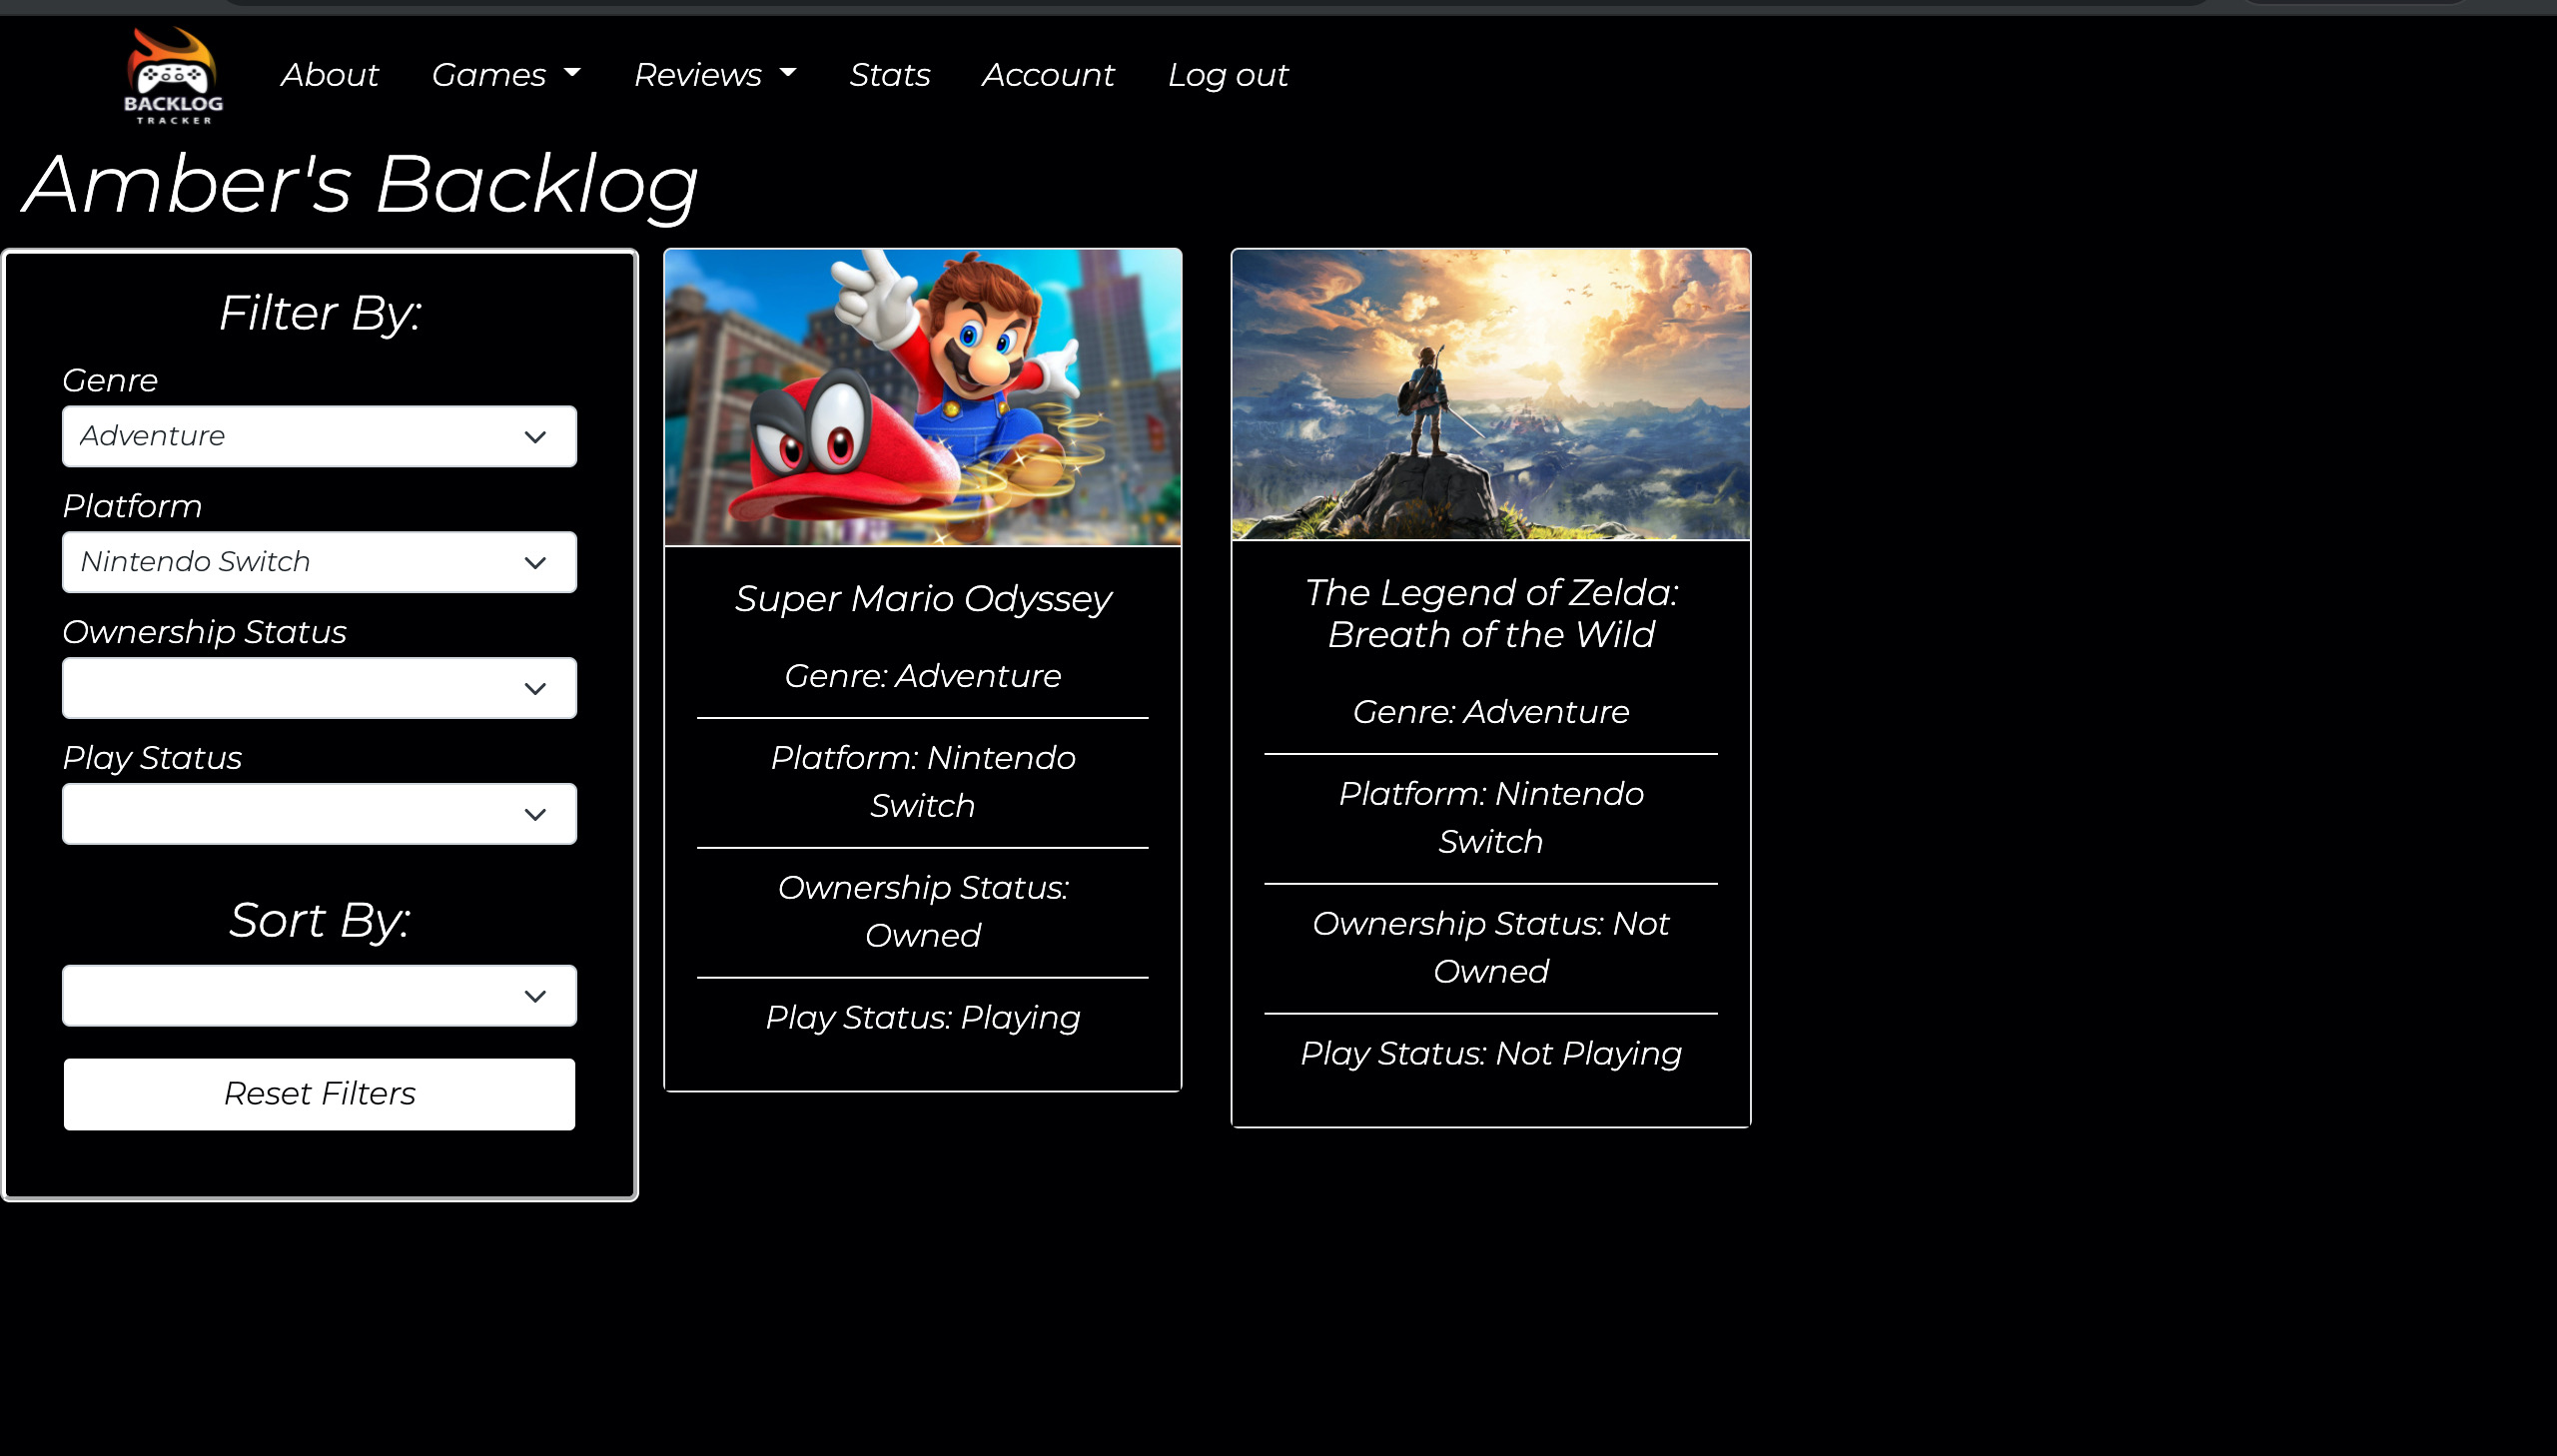 BACKLOG
TRACKER
About
Games
Reviews
Stats
Account
Log out
Amber's Backlog
Filter By:
Genre
Adventure
Platform
Nintendo Switch
Ownership Status
Play Status
Sort By:
Reset Filters
Super Mario Odyssey
Genre: Adventure
Platform: Nintendo
Switch
Ownership Status:
Owned
Play Status: Playing
The Legend of Zelda:
Breath of the Wild
Genre: Adventure
Platform: Nintendo
Switch
Ownership Status: Not
Owned
Play Status: Not Playing